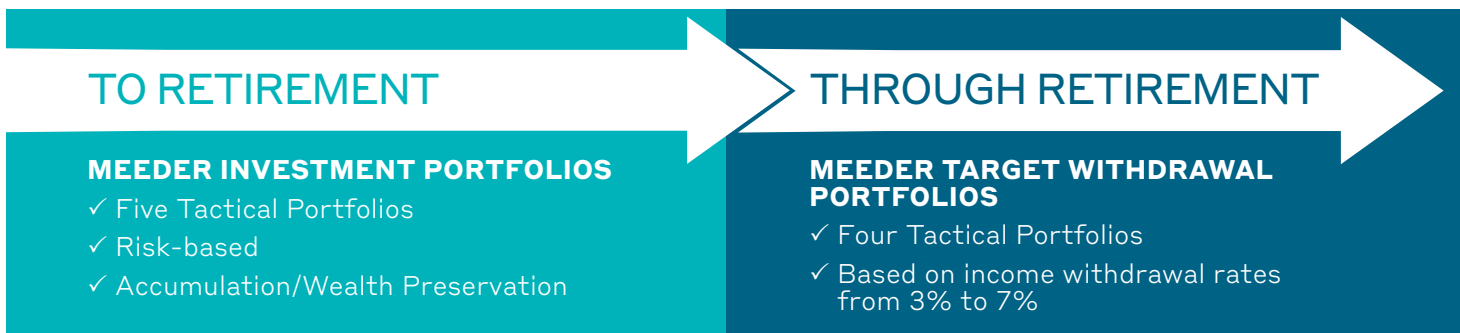 TO RETIREMENT
MEEDER INVESTMENT PORTFOLIOS
✓ Five Tactical Portfolios
✓ Risk-based
✓ Accumulation/Wealth Preservation
THROUGH RETIREMENT
MEEDER TARGET WITHDRAWAL
PORTFOLIOS
✓ Four Tactical Portfolios
✓ Based on income withdrawal rates
from 3% to 7%